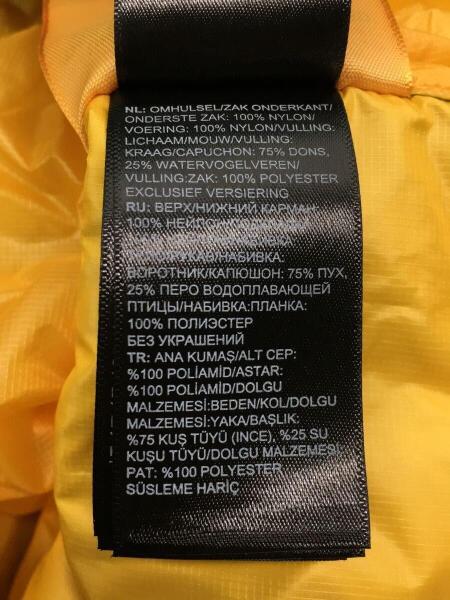 NL: OMHULSEL/ZAK ONDERKANT/
ONDERSTE ZAK: 100% NYLON/
VOERING: 100% NYLON/VULLING:
LICHAAM/MOUW/VULLING:
KRAAG/CAPUCHON: 75% DONS,
25% WATERVOGELVEREN/
VULLING:ZAK: 100% POLYESTER
EXCLUSIEF VERSIERING
RU: ВЕРХ/НИЖНИЙ КАРМАН:
100%
ВОРОТНИК/КАПЮШОН: 75% ПУХ,
25% ПЕРО ВОДОПЛАВАЮЩЕЙ
ПТИЦЫ/НАБИВКА:ПЛАНКА:
100% ПОЛИЭСТЕР
БЕЗ УКРАШЕНИЙ
TR: ANA KUMAŞ/ALT CEP:
%100 POLİAMİD/ASTAR:
%100 POLİAMİD/DOLGU
MALZEMESİ:BEDEN/KOL/DOLGU
MALZEMESİ:YAKA/BAŞLIK:
%75 KUŞ TÜYÜ (İNCE), %25 SU
KUŞU TÜYÜ/DOLGU MALZEMESİ
PAT: %100 POLYESTER
SÜSLEME HARİÇ